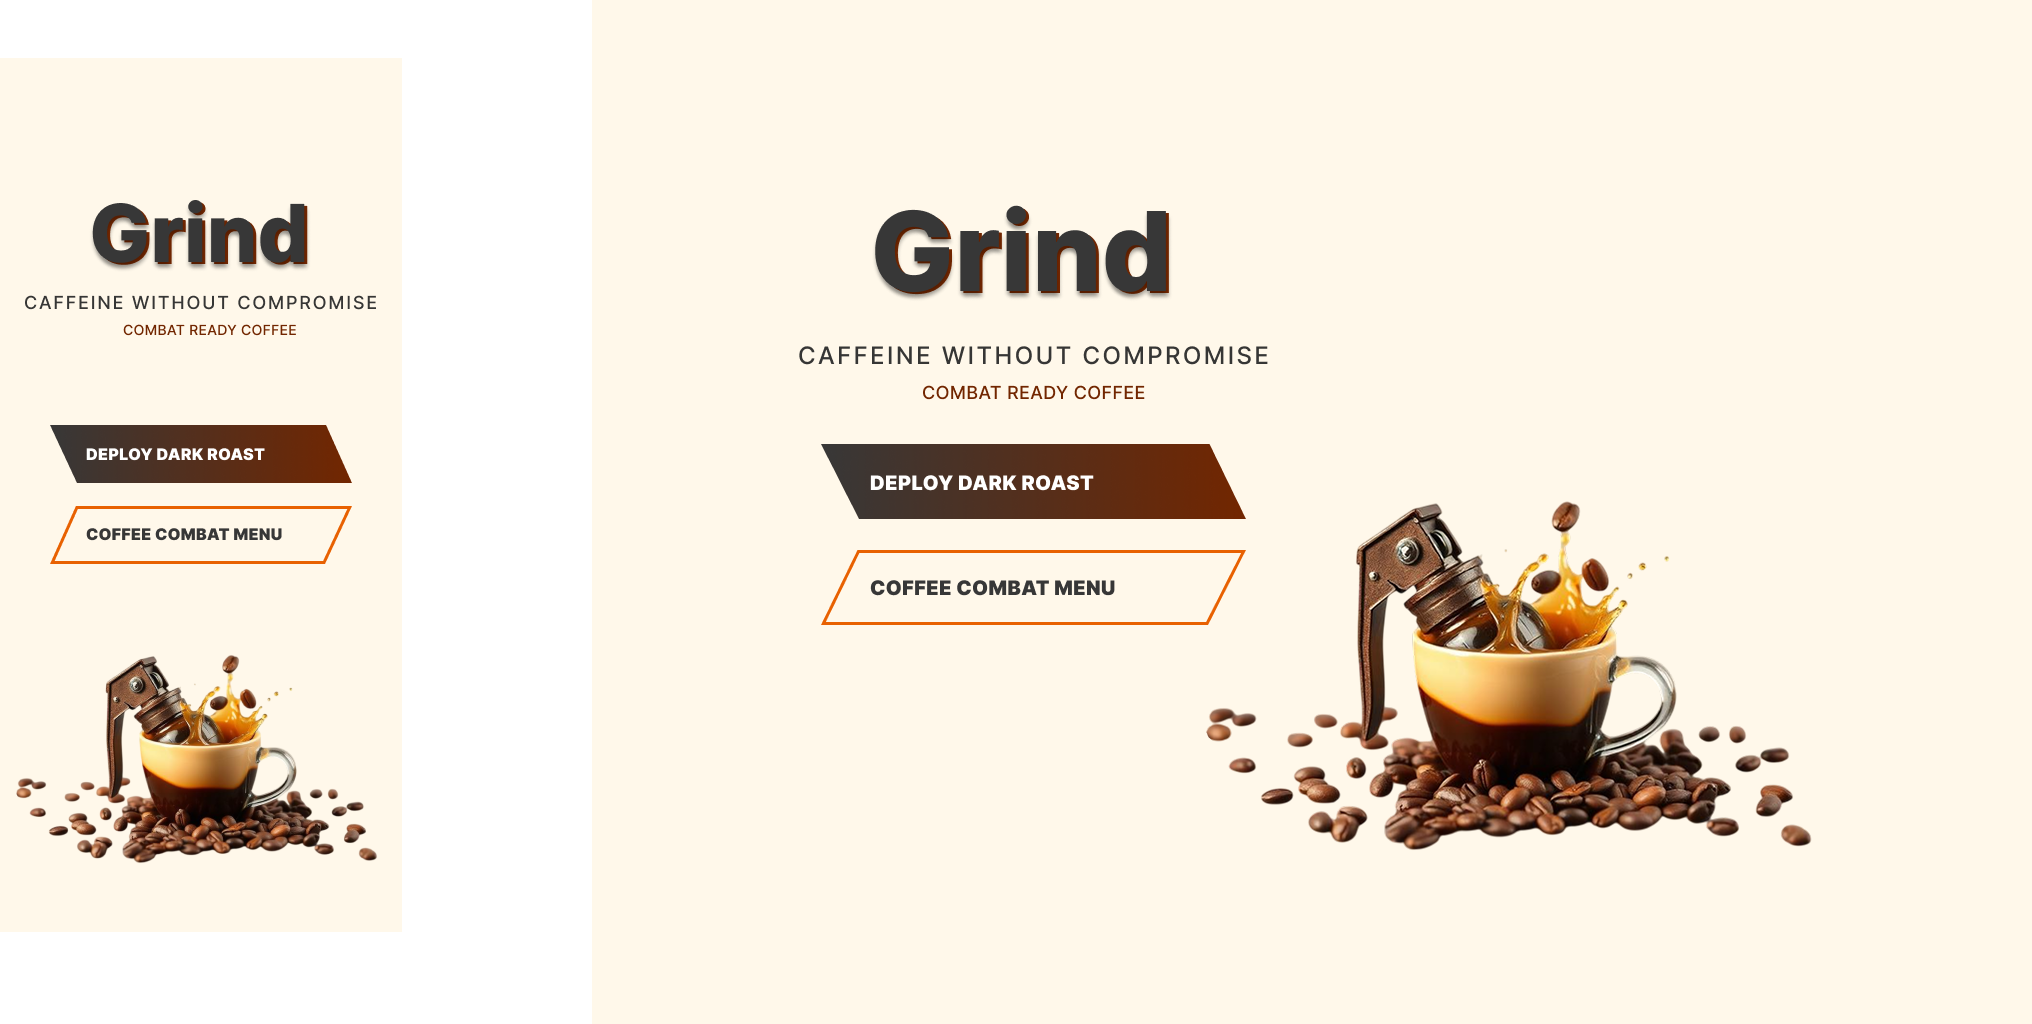 Grind
CAFFEINE WITHOUT COMPROMISE
COMBAT READY COFFEE
DEPLOY DARK ROAST
COFFEE COMBAT MENU
Grind
CAFFEINE WITHOUT COMPROMISE
COMBAT READY COFFEE
DEPLOY DARK ROAST
COFFEE COMBAT MENU